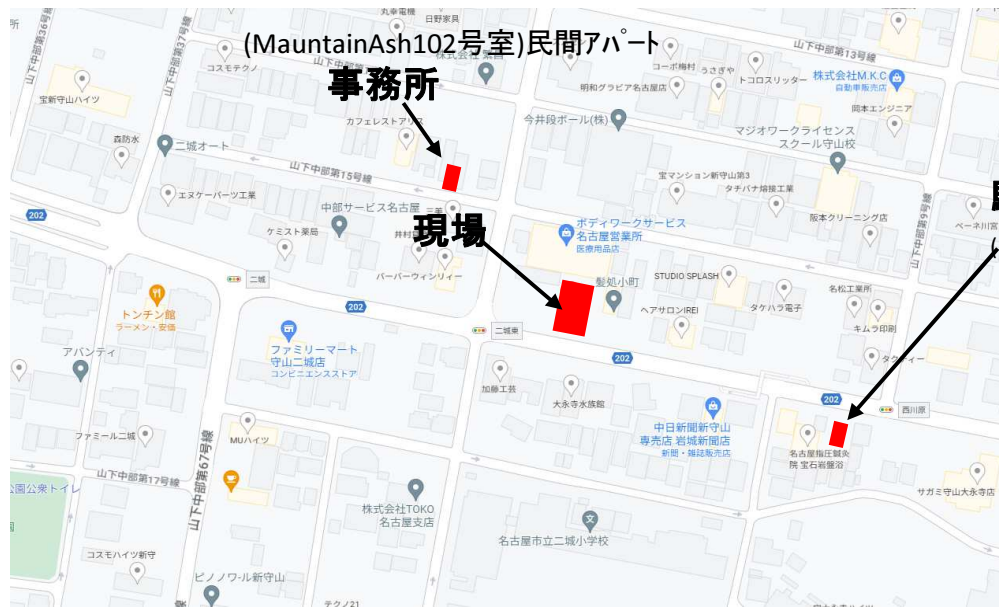 丸幸電機
日野家具
所
山下中部第36号線
山下中部第37号線
山下中部第13号線
(MauntainAsh102号室)民間アパート
コスモテクノ
コーポ梅村
うさぎや
トコロスリッター
株式会社M.K.C
自動車販売店
事務所
宝新守山ハイツ
明和グラビア名古屋店
岡本エンジニア
カフェレストアリス
今井段ボール(株)
マジオワークライセンス
スクール守山校
森防水
二城オート
山下中部第15号線
宝マンション新守山第3
タチバナ熔接工業
エヌケーパーツ工業
山下中部第9号線
202
中部サービス名古屋
三美
ボディワークサービス
名古屋営業所
医療用品店
阪本クリーニング店
ケミスト薬局
現場
バーバーウィンリィー
STUDIO SPLASH
髪処小町
二城
202
トンチン館
ラーメン・安価
ヘアサロンIREI
タケハラ電子
名松工業所
キムラ印刷
二城東
アバンティ
ファミリーマート
守山二城店
コンビニエンスストア
202
加藤工芸
大永寺水族館
202
西川原
中日新聞新守山
専売店 岩城新聞店
新聞・雑誌販売店
名古屋指圧鍼灸
院 宝石岩盤浴
ファミール二城
MUハイツ
山下中部第67号線
山下中部第17号線
公園公衆トイレ
サガミ守山大永寺店
株式会社TOKO
名古屋支店
文
名古屋市立二城小学校
コスモハイツ新守
ピノノワール新守山
テクノ21